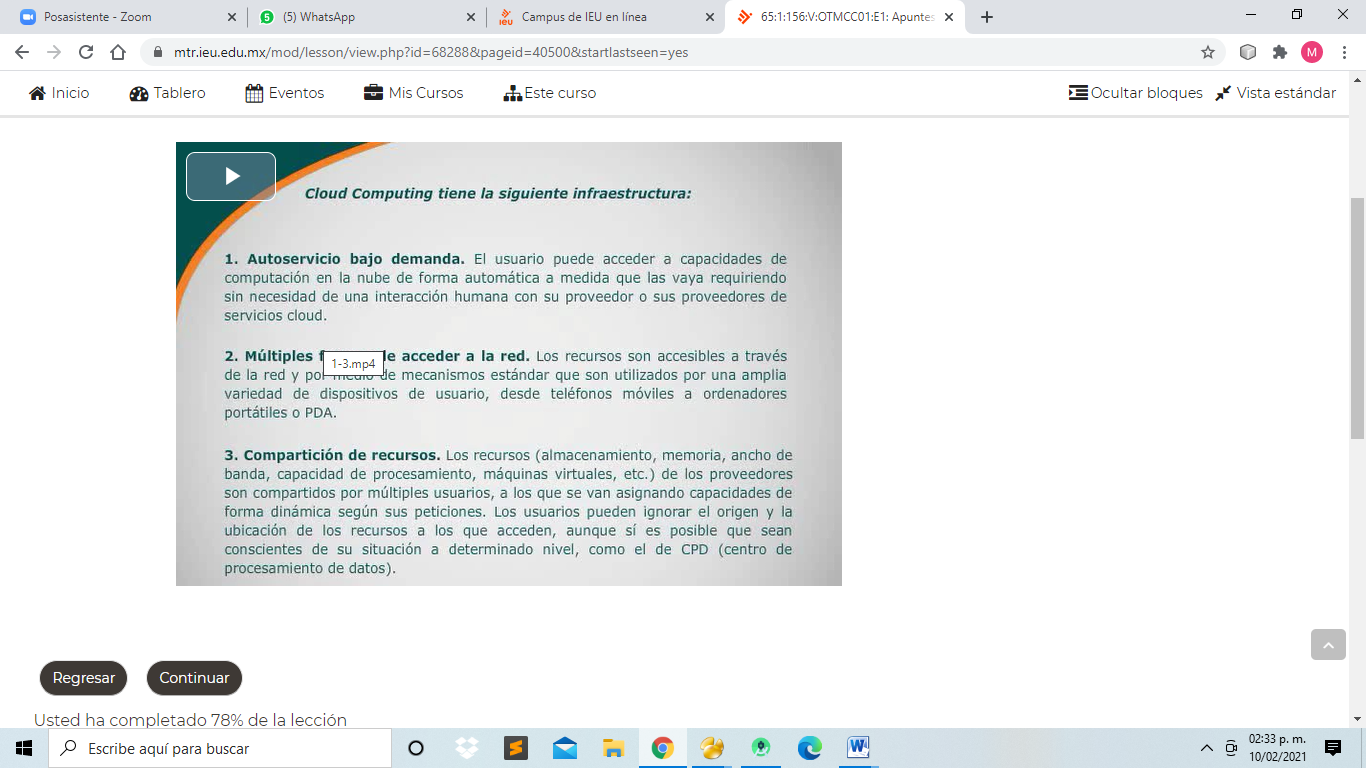 Posasistente - Zoom
(5) WhatsApp
Campus de IEU en línea
65:1:156:V:OTMCC01:E1: Apuntes
mtr.ieu.edu.mx/mod/lesson/view.php?id=68288&pageid=40500&startlastseen=yes
M
Inicio
Tablero
Eventos
Mis Cursos
Este curso
Ocultar bloques
Vista estándar
Cloud Computing tiene la siguiente infraestructura:
1. Autoservicio bajo demanda. El usuario puede acceder a capacidades de
computación en la nube de forma automática a medida que las vaya requiriendo
sin necesidad de una interacción humana con su proveedor o sus proveedores de
servicios cloud.
2. Múltiples f de acceder a la red. Los recursos son accesibles a través
1-3.mp4
de la red y por medio de mecanismos estándar que son utilizados por una amplia
variedad de dispositivos de usuario, desde teléfonos móviles a ordenadores
portátiles o PDA.
3. Compartición de recursos. Los recursos (almacenamiento, memoria, ancho de
banda, capacidad de procesamiento, máquinas virtuales, etc.) de los proveedores
son compartidos por múltiples usuarios, a los que se van asignando capacidades de
forma dinámica según sus peticiones. Los usuarios pueden ignorar el origen y la
ubicación de los recursos a los que acceden, aunque sí es posible que sean
conscientes de su situación a determinado nivel, como el de CPD (centro de
procesamiento de datos).
Regresar
Continuar
Usted ha completado 78% de la lección
Escribe aquí para buscar
02:33 p. m.
10/02/2021